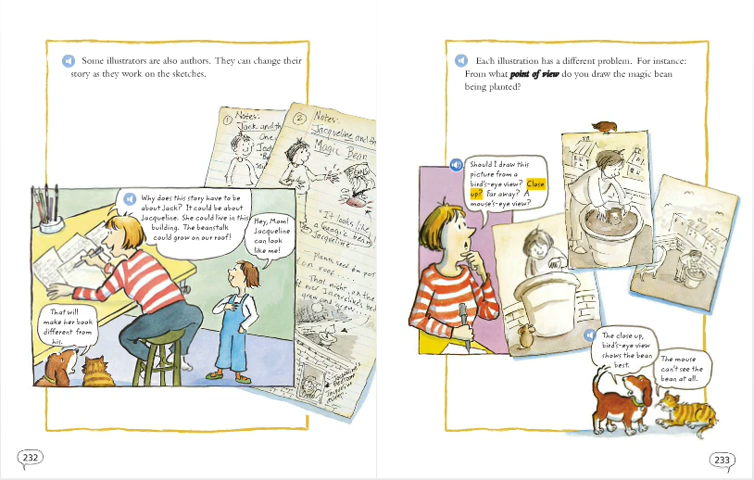 Some illustrators are also authors. They can change their
story as they work on the sketches.
① Notes:
Jack and th
② Notes:
Jacqueline and th
Magic Bean
Why does this story have to be
about Jack? It could be about
Jacqueline. She could live in this
building. The beanstalk
could grow on our roof!
Hey, Mom!
Jacqueline
can look
like me!
That will
make her book
different from
his.
232
Each illustration has a different problem. For instance:
From what point of view do you draw the magic bean
being planted?
Should I draw this
picture from a
bird's-eye view? Close
up? Far away? A
mouse's-eye view?
The close up,
bird's-eye view
shows the bean
best.
The mouse
can't see the
bean at all.
233